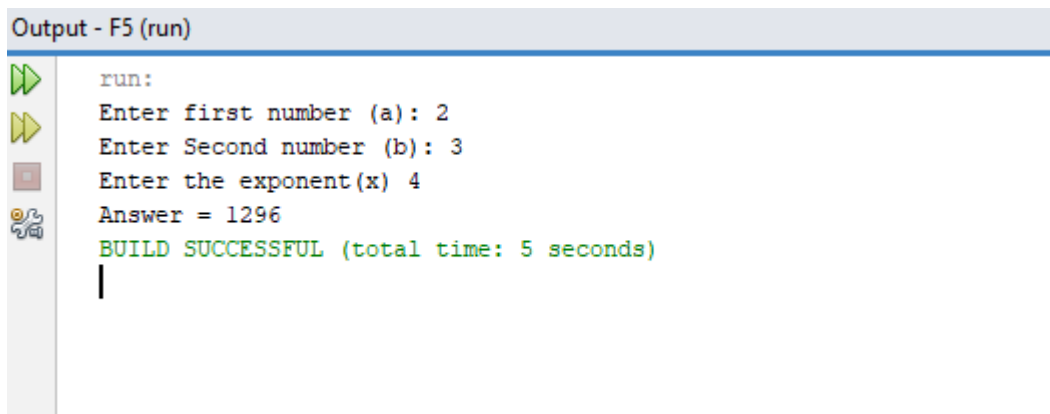 Output - F5 (run)
run:
Enter first number (a): 2
Enter Second number (b): 3
Enter the exponent(x) 4
Answer = 1296
BUILD SUCCESSFUL (total time: 5 seconds)